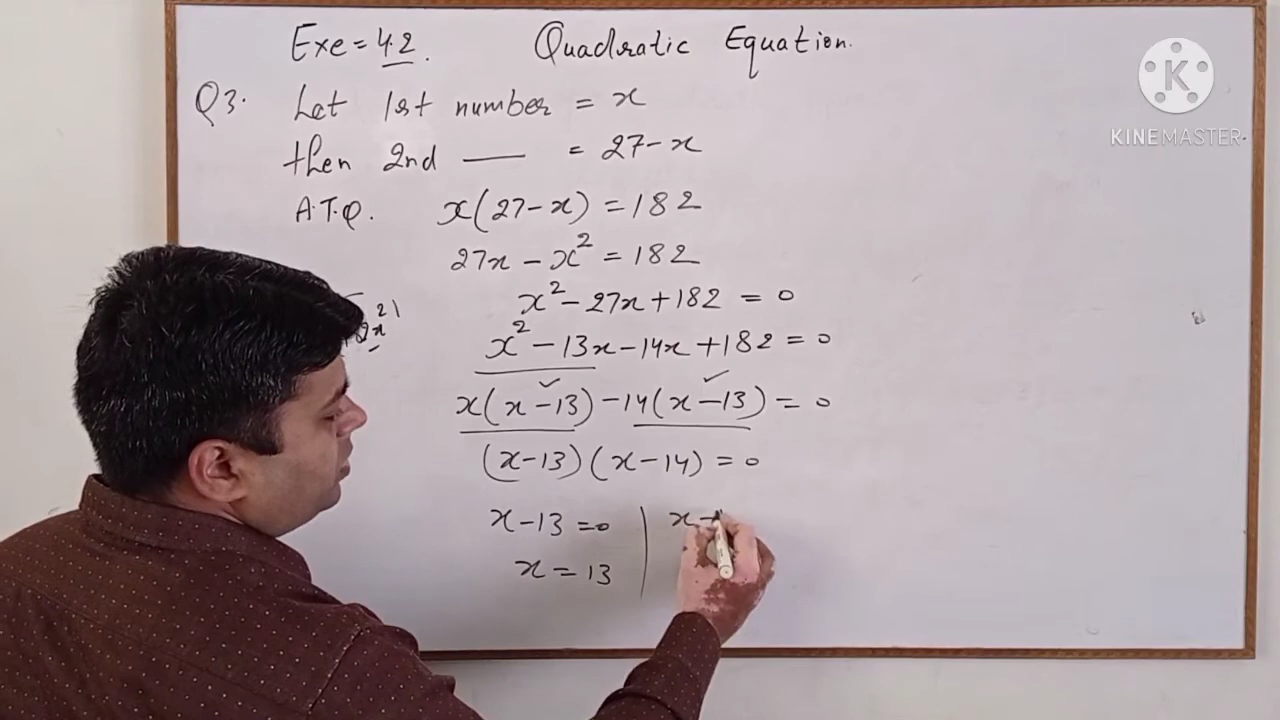 Exe = 4.2. Quadratic Equation.
Q3. Let 1st number = x
then 2nd — = 27 - x
A.T.Q. x(27 - x) = 182
27x - x² = 182
x² - 27x + 182 = 0
x² - 13x - 14x + 182 = 0
x(x - 13) - 14(x - 13) = 0
(x - 13)(x - 14) = 0
x - 13 = 0 | x -
x = 13
K
KINEMASTER